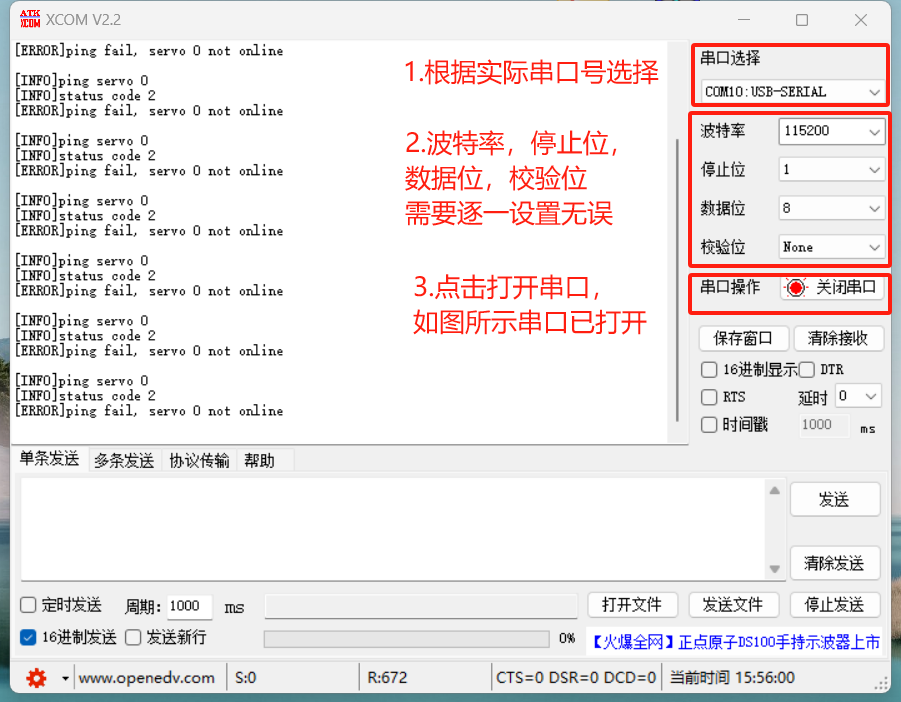 ATK
XCOM XCOM V2.2
[ERROR]ping fail, servo 0 not online
[INFO]ping servo 0
[INFO]status code 2
[ERROR]ping fail, servo 0 not online
[INFO]ping servo 0
[INFO]status code 2
[ERROR]ping fail, servo 0 not online
[INFO]ping servo 0
[INFO]status code 2
[ERROR]ping fail, servo 0 not online
[INFO]ping servo 0
[INFO]status code 2
[ERROR]ping fail, servo 0 not online
[INFO]ping servo 0
[INFO]status code 2
[ERROR]ping fail, servo 0 not online
[INFO]ping servo 0
[INFO]status code 2
[ERROR]ping fail, servo 0 not online
1.根据实际串口号选择
2.波特率，停止位，
数据位，校验位
需要逐一设置无误
3.点击打开串口，
如图所示串口已打开
串口选择
COM10:USB-SERIAL
波特率 115200
停止位 1
数据位 8
校验位 None
串口操作 关闭串口
保存窗口 清除接收
16进制显示 DTR
RTS 延时 0
时间戳 1000 ms
单条发送 多条发送 协议传输 帮助
发送
清除发送
定时发送 周期: 1000 ms 打开文件 发送文件 停止发送
16进制发送 发送新行 0% 【火爆全网】正点原子DS100手持示波器上市
www.openedv.com S:0 R:672 CTS=0 DSR=0 DCD=0 当前时间 15:56:00